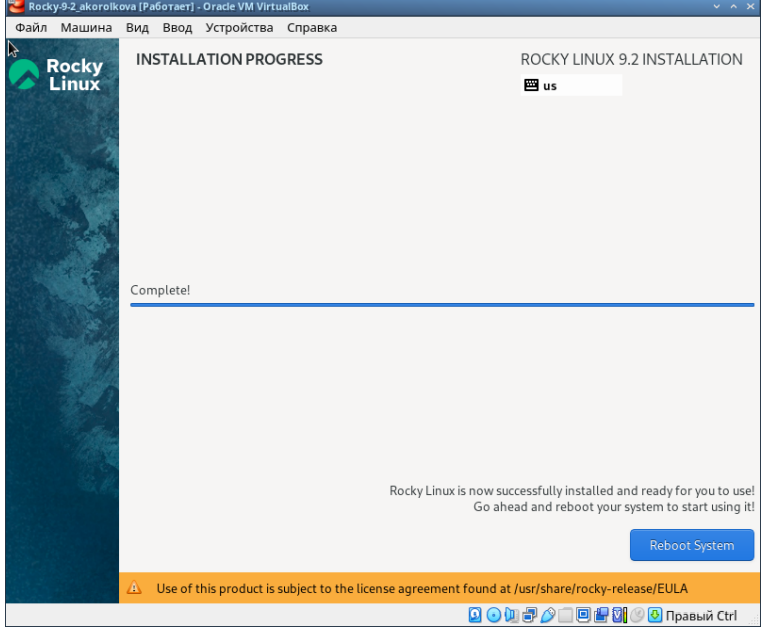 Rocky-9-2_akorolkova [Работает] - Oracle VM VirtualBox
Файл Машина Вид Ввод Устройства Справка
Rocky Linux
INSTALLATION PROGRESS
ROCKY LINUX 9.2 INSTALLATION
us
Complete!
Rocky Linux is now successfully installed and ready for you to use!
Go ahead and reboot your system to start using it!
Reboot System
Use of this product is subject to the license agreement found at /usr/share/rocky-release/EULA
Правый Ctrl